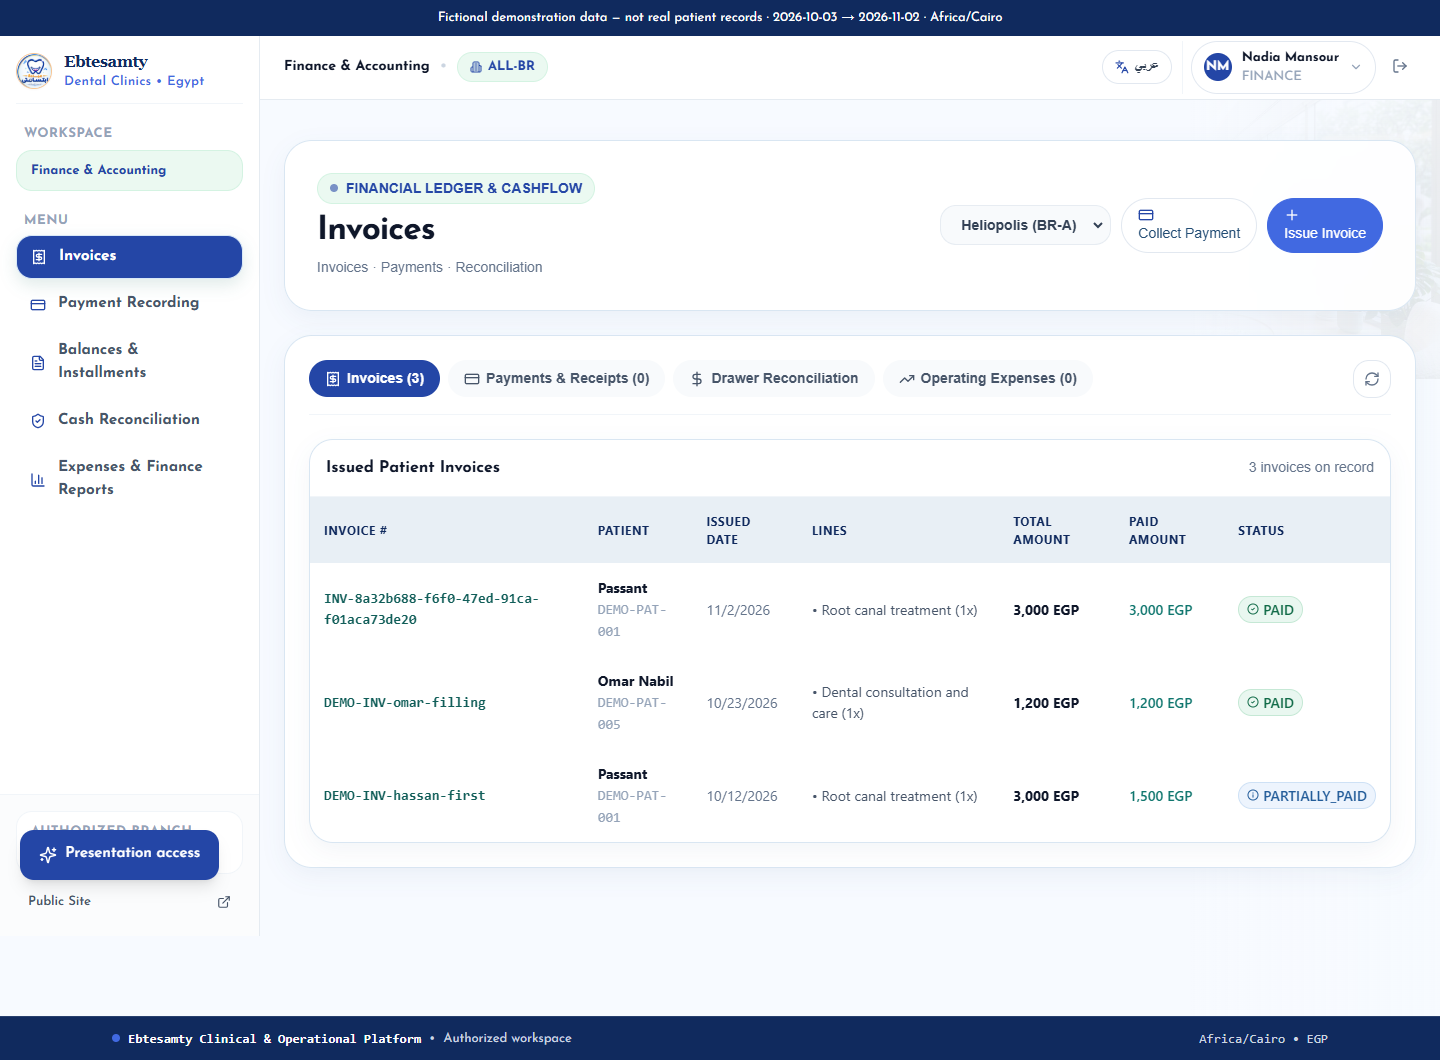 Fictional demonstration data — not real patient records · 2026-10-03 → 2026-11-02 · Africa/Cairo
Ebtesamty
Dental Clinics • Egypt
Finance & Accounting
ALL-BR
عربي
NM
Nadia Mansour
FINANCE
WORKSPACE
Finance & Accounting
MENU
Invoices
Payment Recording
Balances &
Installments
Cash Reconciliation
Expenses & Finance
Reports
AUTHORIZED BRANCH
Presentation access
Public Site
FINANCIAL LEDGER & CASHFLOW
Invoices
Invoices · Payments · Reconciliation
Heliopolis (BR-A)
Collect Payment
Issue Invoice
Invoices (3)
Payments & Receipts (0)
Drawer Reconciliation
Operating Expenses (0)
Issued Patient Invoices
3 invoices on record
INVOICE # PATIENT ISSUED DATE LINES TOTAL AMOUNT PAID AMOUNT STATUS
INV-8a32b688-f6f0-47ed-91ca-f01aca73de20 Passant DEMO-PAT-001 11/2/2026 • Root canal treatment (1x) 3,000 EGP 3,000 EGP PAID
DEMO-INV-omar-filling Omar Nabil DEMO-PAT-005 10/23/2026 • Dental consultation and care (1x) 1,200 EGP 1,200 EGP PAID
DEMO-INV-hassan-first Passant DEMO-PAT-001 10/12/2026 • Root canal treatment (1x) 3,000 EGP 1,500 EGP PARTIALLY_PAID
Ebtesamty Clinical & Operational Platform • Authorized workspace
Africa/Cairo • EGP